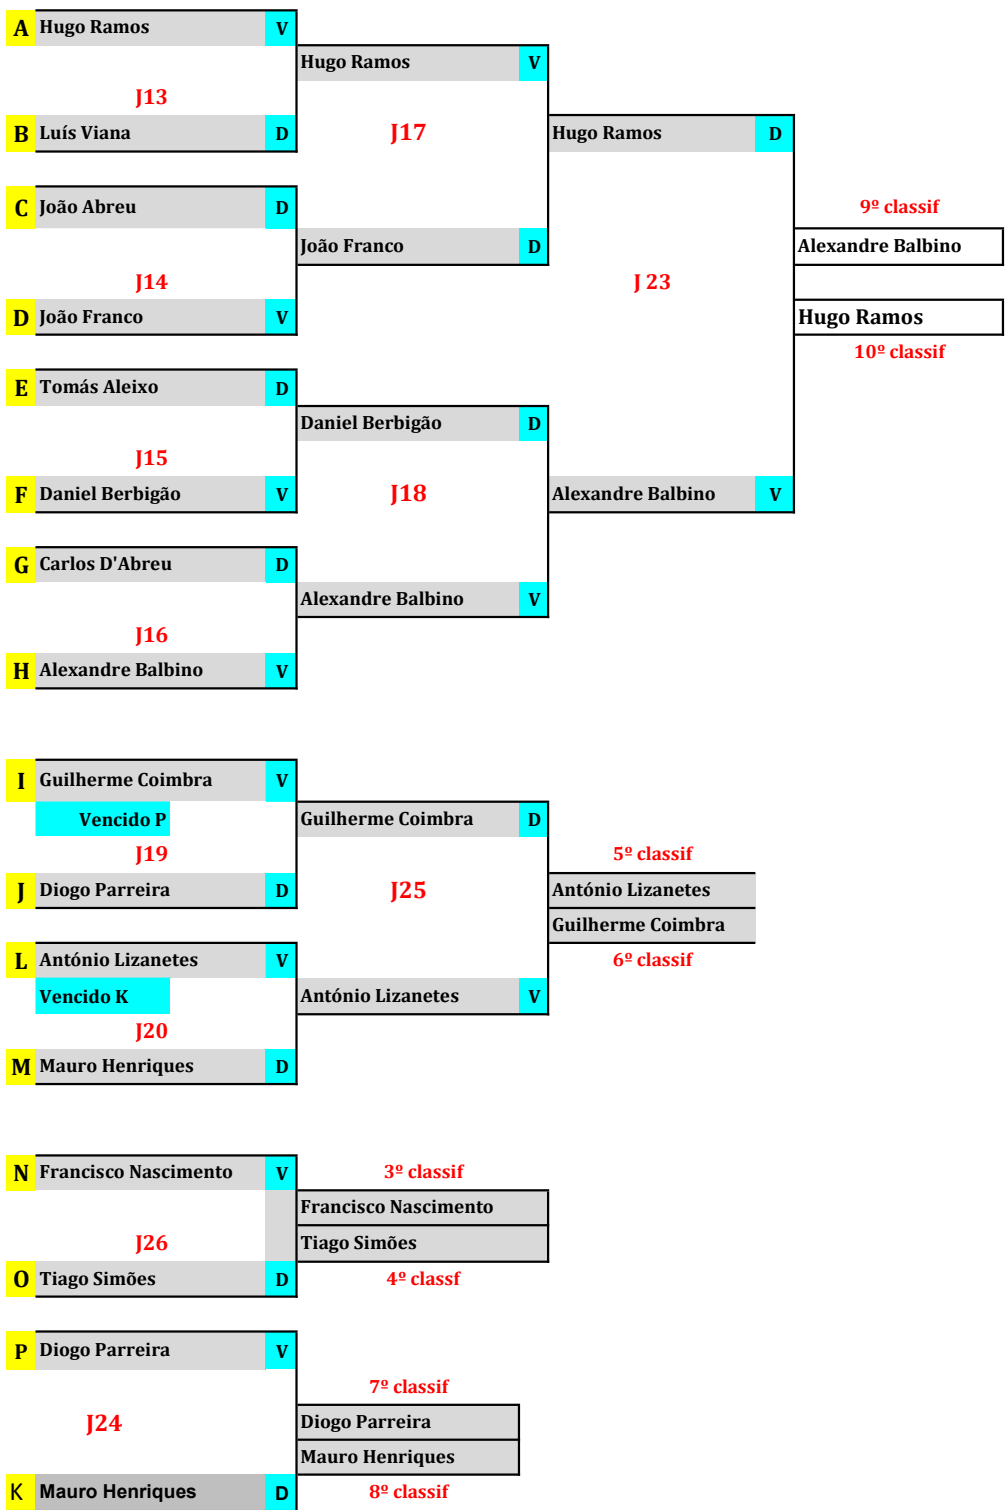 A Hugo Ramos V
Hugo Ramos V
J13
B Luís Viana D
J17
Hugo Ramos D
C João Abreu D
9º classif
João Franco D
Alexandre Balbino
J14
J 23
D João Franco V
Hugo Ramos
10º classif
E Tomás Aleixo D
Daniel Berbigão D
J15
F Daniel Berbigão V
J18
Alexandre Balbino V
G Carlos D'Abreu D
Alexandre Balbino V
J16
H Alexandre Balbino V
I Guilherme Coimbra V
Vencido P
Guilherme Coimbra D
J19
5º classif
J Diogo Parreira D
J25
António Lizanetes
Guilherme Coimbra
L António Lizanetes V
6º classif
Vencido K
António Lizanetes V
J20
M Mauro Henriques D
N Francisco Nascimento V
3º classif
Francisco Nascimento
J26
Tiago Simões
O Tiago Simões D
4º classf
P Diogo Parreira V
7º classif
J24
Diogo Parreira
Mauro Henriques
K Mauro Henriques D
8º classif